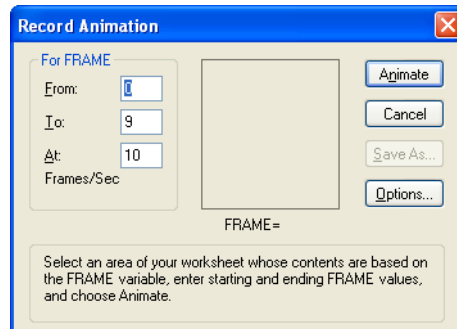 Record Animation
For FRAME
From: 0
To: 9
At: 10
Frames/Sec
Animate
Cancel
Save As...
Options...
FRAME=
Select an area of your worksheet whose contents are based on
the FRAME variable, enter starting and ending FRAME values,
and choose Animate.